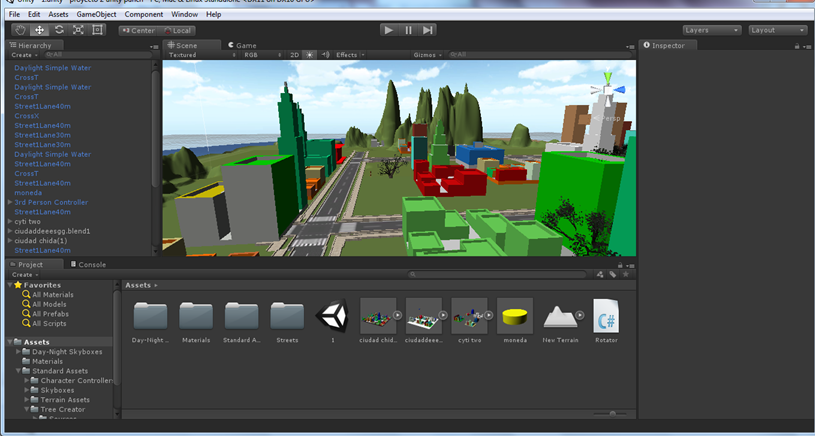 File Edit Assets GameObject Component Window Help
Center Local Layers Layout
Hierarchy
Create All
Daylight Simple Water
CrossT
Daylight Simple Water
CrossT
Street1Lane40m
CrossX
Street1Lane40m
Street1Lane30m
Street1Lane30m
Daylight Simple Water
Street1Lane40m
CrossT
Street1Lane40m
moneda
3rd Person Controller
Street1Lane40m
cyti two
ciudaddeeesgg.blend1
ciudad chida(1)
Street1Lane40m
Scene Game
Textured RGB 2D Effects Gizmos All
Persp
Inspector
Project Console
Create
Favorites
All Materials
All Models
All Prefabs
All Scripts
Assets
Day-Night Skyboxes
Materials
Standard Assets
Character Controller
Skyboxes
Terrain Assets
Tree Creator
Assets
Day-Night ... Materials Standard A... Streets 1 ciudad chid... ciudaddeee... cyti two moneda New Terrain Rotator
C#